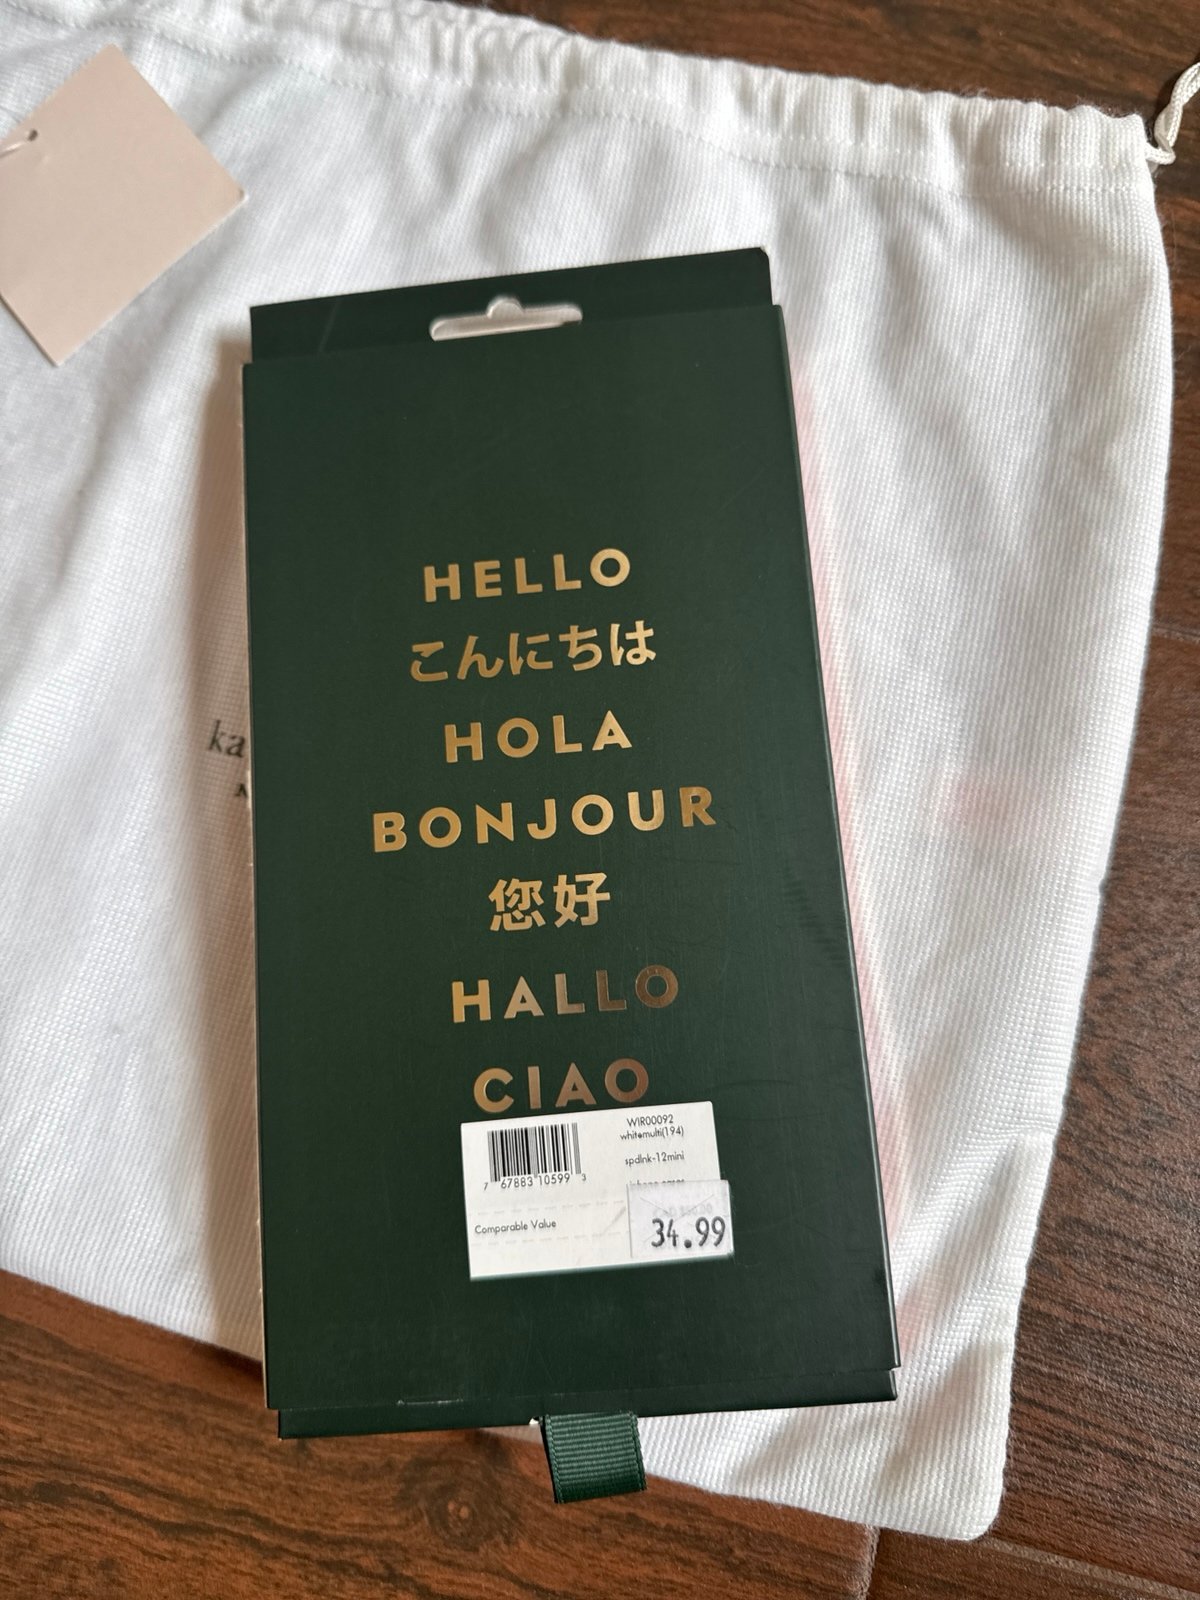 HELLO
こんにちは
HOLA
BONJOUR
您好
HALLO
CIAO
WIR00092
whitemulti(194)
spdlnk-12mini
7 67883 10599 3
Comparable Value
34.99
ka